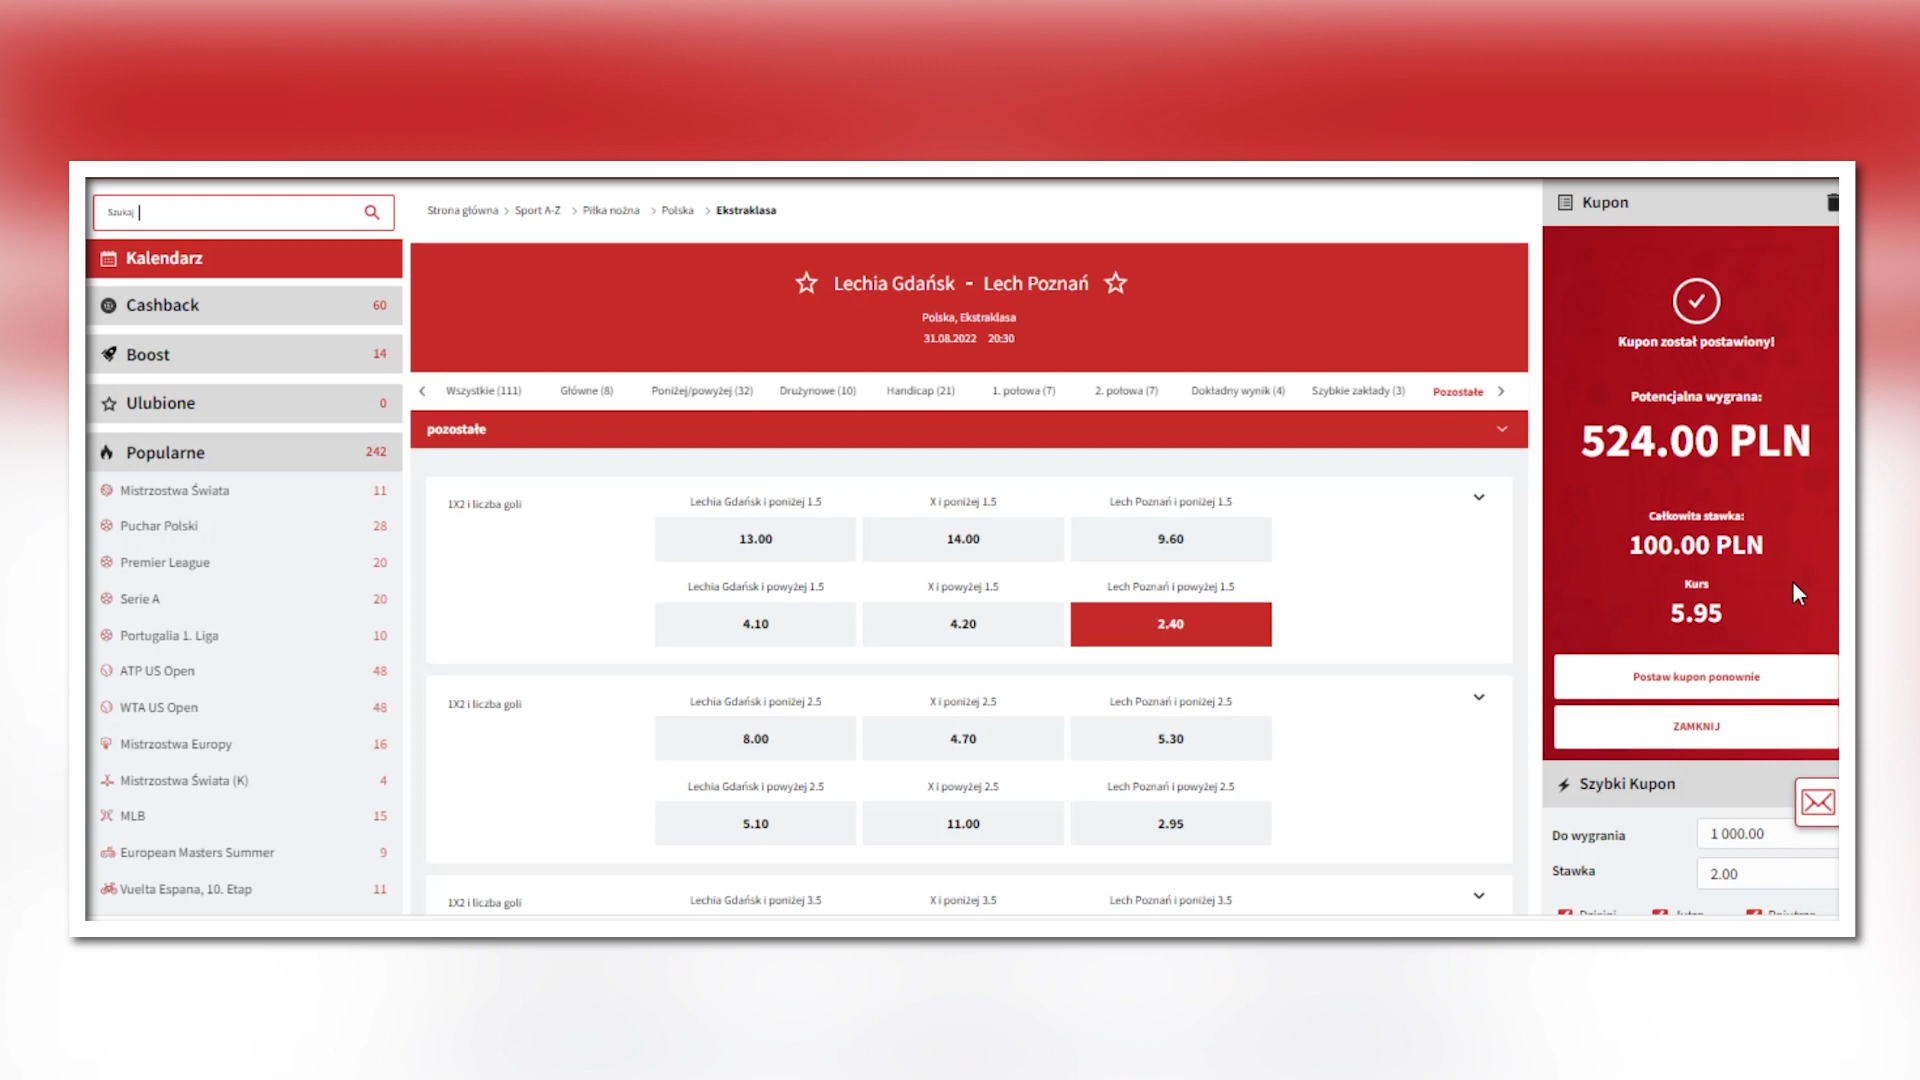 Szukaj
Kalendarz
Cashback 60
Boost 14
Ulubione 0
Popularne 242
Mistrzostwa Świata 11
Puchar Polski 28
Premier League 20
Serie A 20
Portugalia 1. Liga 10
ATP US Open 48
WTA US Open 48
Mistrzostwa Europy 16
Mistrzostwa Świata (K) 4
MLB 15
European Masters Summer 9
Vuelta Espana, 10. Etap 11
Strona główna > Sport A-Z > Piłka nożna > Polska > Ekstraklasa
Lechia Gdańsk - Lech Poznań
Polska, Ekstraklasa
31.08.2022 20:30
Wszystkie (111) Główne (8) Poniżej/powyżej (32) Drużynowe (10) Handicap (21) 1. połowa (7) 2. połowa (7) Dokładny wynik (4) Szybkie zakłady (3) Pozostałe
pozostałe
1X2 i liczba goli
Lechia Gdańsk i poniżej 1.5 X i poniżej 1.5 Lech Poznań i poniżej 1.5
13.00 14.00 9.60
Lechia Gdańsk i powyżej 1.5 X i powyżej 1.5 Lech Poznań i powyżej 1.5
4.10 4.20 2.40
1X2 i liczba goli
Lechia Gdańsk i poniżej 2.5 X i poniżej 2.5 Lech Poznań i poniżej 2.5
8.00 4.70 5.30
Lechia Gdańsk i powyżej 2.5 X i powyżej 2.5 Lech Poznań i powyżej 2.5
5.10 11.00 2.95
1X2 i liczba goli
Lechia Gdańsk i poniżej 3.5 X i poniżej 3.5 Lech Poznań i poniżej 3.5
Kupon
Kupon został postawiony!
Potencjalna wygrana:
524.00 PLN
Całkowita stawka:
100.00 PLN
Kurs
5.95
Postaw kupon ponownie
ZAMKNIJ
Szybki Kupon
Do wygrania 1 000.00
Stawka 2.00